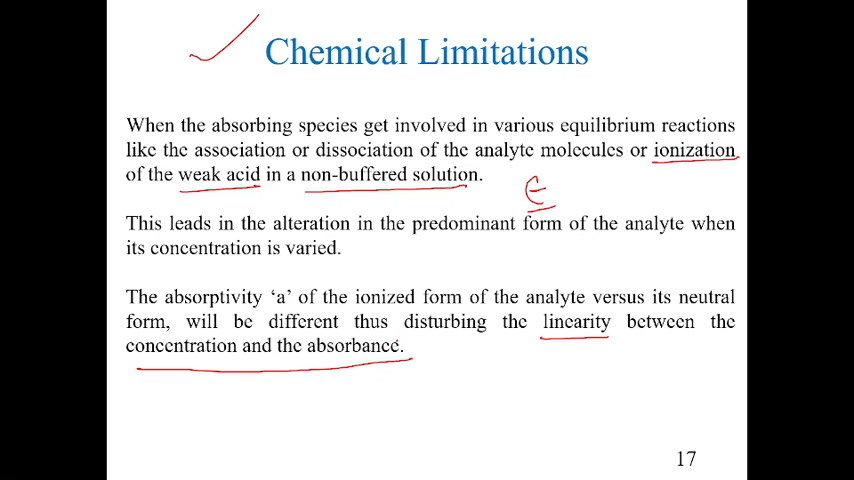 Chemical Limitations
When the absorbing species get involved in various equilibrium reactions
like the association or dissociation of the analyte molecules or ionization
of the weak acid in a non-buffered solution.
ϵ
This leads in the alteration in the predominant form of the analyte when
its concentration is varied.
The absorptivity ‘a’ of the ionized form of the analyte versus its neutral
form, will be different thus disturbing the linearity between the
concentration and the absorbance.
17